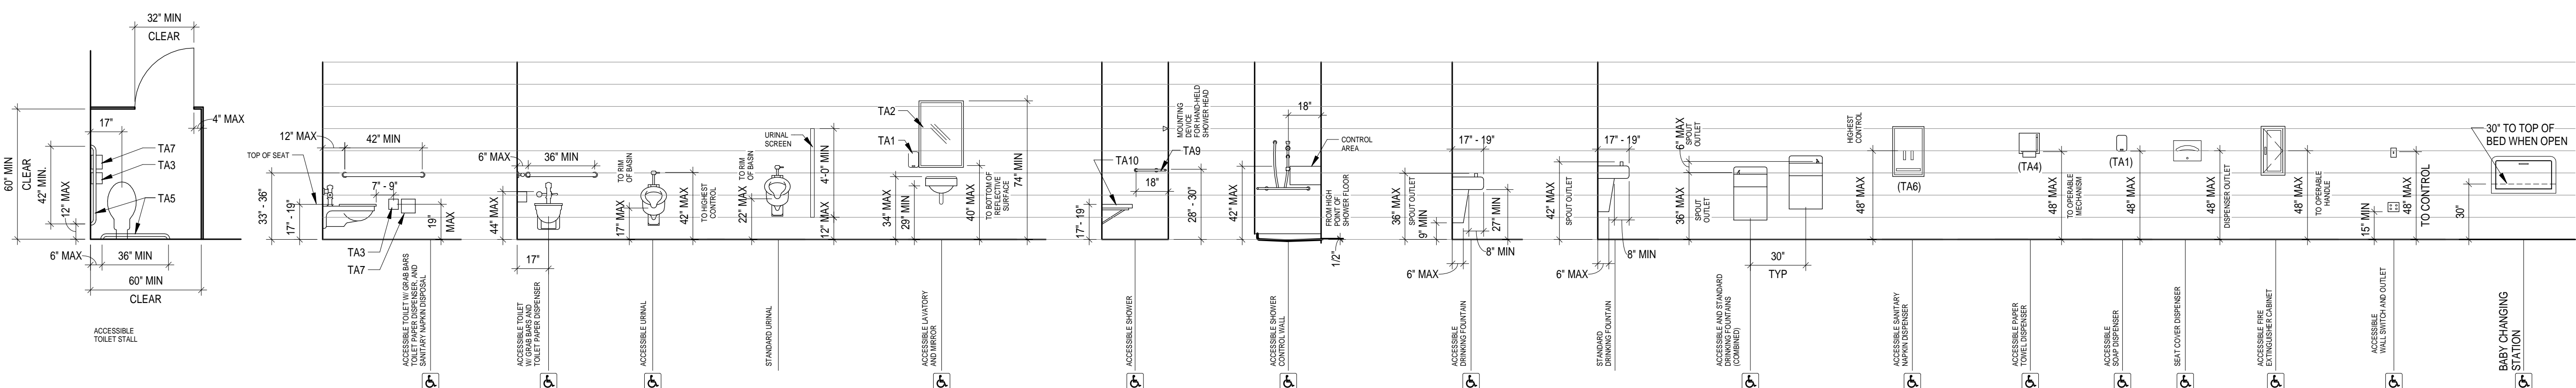 32" MIN
CLEAR
17"
4" MAX
60" MIN
CLEAR
42" MIN.
12" MAX
TA7
TA3
TA5
6" MAX
36" MIN
60" MIN
CLEAR
ACCESSIBLE
TOILET STALL
12" MAX
42" MIN
TOP OF SEAT
33" - 36"
17" - 19"
7" - 9"
19"
MAX
TA3
TA7
ACCESSIBLE TOILET W/ GRAB BARS
TOILET PAPER DISPENSER, AND
SANITARY NAPKIN DISPOSAL
6" MAX
36" MIN
44" MAX
17"
ACCESSIBLE TOILET
W/ GRAB BARS AND
TOILET PAPER DISPENSER
TO RIM
OF BASIN
17" MAX
42" MAX
TO HIGHEST
CONTROL
ACCESSIBLE URINAL
TO RIM
OF BASIN
22" MAX
URINAL
SCREEN
4'-0" MIN
12" MAX
STANDARD URINAL
TA2
TA1
34" MAX
29" MIN
40" MAX
TO BOTTOM OF
REFLECTIVE
SURFACE
74" MIN
ACCESSIBLE LAVATORY
AND MIRROR
TA10
TA9
MOUNTING
DEVICE
FOR HAND-HELD
SHOWER HEAD
18"
17"- 19"
28" - 30"
ACCESSIBLE SHOWER
18"
CONTROL
AREA
42" MAX
FROM HIGH
POINT OF
SHOWER FLOOR
1/2"
ACCESSIBLE SHOWER
CONTROL WALL
17" - 19"
36" MAX
SPOUT OUTLET
9" MIN
27" MIN
8" MIN
6" MAX
ACCESSIBLE
DRINKING FOUNTAIN
17" - 19"
42" MAX
SPOUT OUTLET
8" MIN
6" MAX
STANDARD
DRINKING FOUNTAIN
6" MAX
SPOUT
OUTLET
36" MAX
SPOUT
OUTLET
30"
TYP
ACCESSIBLE AND STANDARD
DRINKING FOUNTAINS
(COMBINED)
HIGHEST
CONTROL
48" MAX
(TA6)
ACCESSIBLE SANITARY
NAPKIN DISPENSER
(TA4)
48" MAX
TO OPERABLE
MECHANISM
ACCESSIBLE PAPER
TOWEL DISPENSER
(TA1)
48" MAX
ACCESSIBLE
SOAP DISPENSER
48" MAX
DISPENSER OUTLET
SEAT COVER DISPENSER
48" MAX
TO OPERABLE
HANDLE
ACCESSIBLE FIRE
EXTINGUISHER CABINET
15" MIN
48" MAX
TO CONTROL
ACCESSIBLE
WALL SWITCH AND OUTLET
30" TO TOP OF
BED WHEN OPEN
30"
BABY CHANGING
STATION